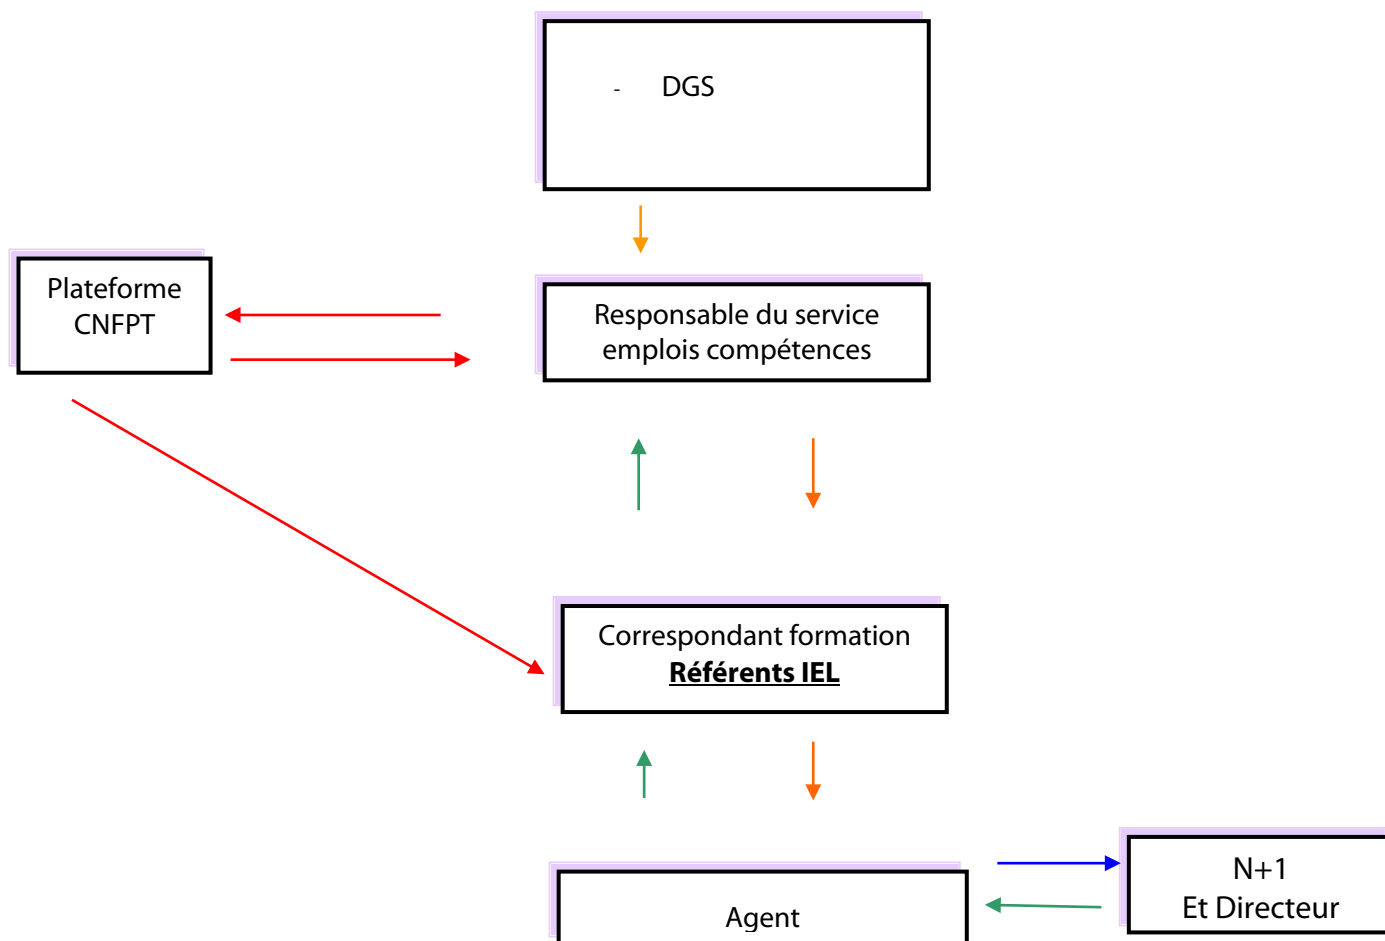 - DGS
Plateforme
CNFPT
Responsable du service
emplois compétences
Correspondant formation
Référents IEL
N+1
Et Directeur
Agent